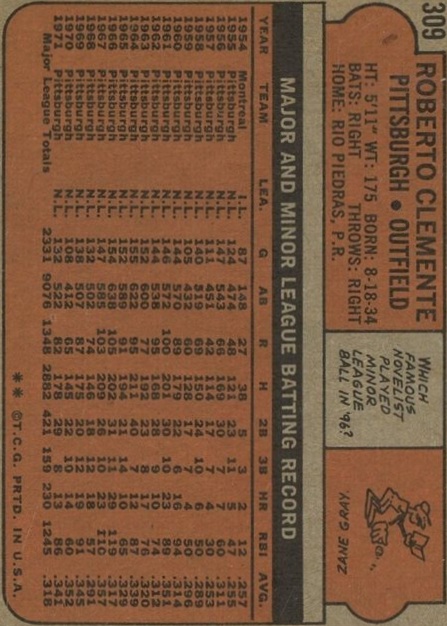 309
ROBERTO CLEMENTE
PITTSBURGH • OUTFIELD
HT: 5'11" WT: 175 BORN: 8-18-34
BATS: RIGHT THROWS: RIGHT
HOME: RIO PIEDRAS, P.R.
WHICH
FAMOUS
NOVELIST
PLAYED
MINOR
LEAGUE
BALL IN '96?
ZANE GRAY
MAJOR AND MINOR LEAGUE BATTING RECORD
YEAR TEAM LEA. G AB R H 2B 3B HR RBI AVG.
1954 Montreal I.L. 87 148 27 38 5 3 2 12 .257
1955 Pittsburgh N.L. 124 474 48 121 23 11 5 47 .255
1956 Pittsburgh N.L. 147 543 66 169 30 7 7 60 .311
1957 Pittsburgh N.L. 111 451 42 114 17 7 4 30 .253
1958 Pittsburgh N.L. 140 519 69 150 24 10 6 50 .289
1959 Pittsburgh N.L. 105 432 60 128 17 7 4 50 .296
1960 Pittsburgh N.L. 144 570 89 179 22 6 16 94 .314
1961 Pittsburgh N.L. 146 572 100 201 30 10 23 89 .351
1962 Pittsburgh N.L. 144 538 95 168 28 9 10 74 .312
1963 Pittsburgh N.L. 152 600 77 192 23 8 17 76 .320
1964 Pittsburgh N.L. 155 622 95 211 40 7 12 87 .339
1965 Pittsburgh N.L. 152 589 91 194 21 14 10 65 .329
1966 Pittsburgh N.L. 154 638 105 202 31 11 29 119 .317
1967 Pittsburgh N.L. 147 585 103 209 26 10 23 110 .357
1968 Pittsburgh N.L. 132 502 74 146 18 12 18 57 .291
1969 Pittsburgh N.L. 138 507 87 175 20 12 19 91 .345
1970 Pittsburgh N.L. 108 412 65 145 22 10 14 60 .352
1971 Pittsburgh N.L. 132 522 82 178 29 8 13 86 .341
Major League Totals 2331 9076 1348 2882 421 159 230 1245 .318
** ©T.C.G. PRTD. IN U.S.A.